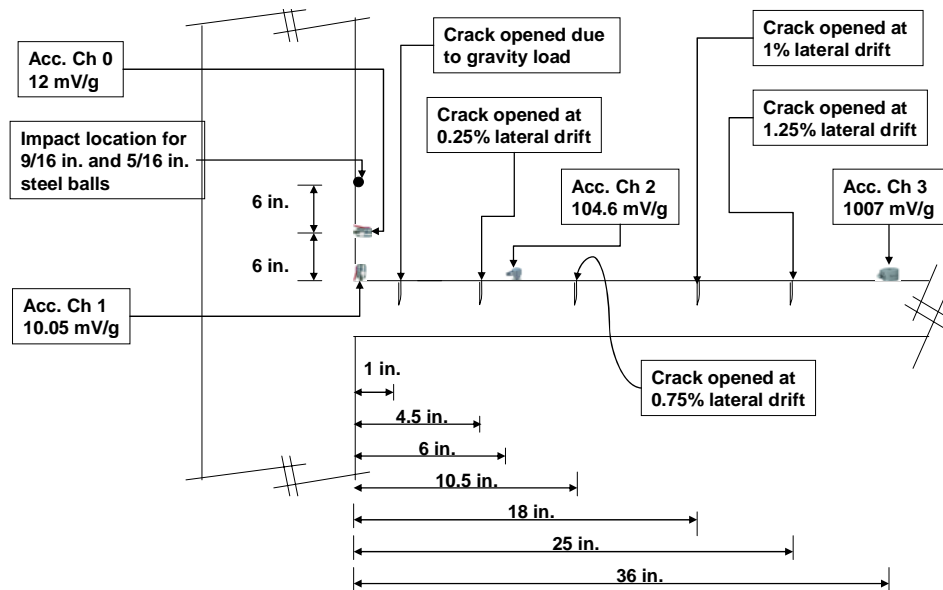 Acc. Ch 0
12 mV/g
Impact location for
9/16 in. and 5/16 in.
steel balls
6 in.
6 in.
Acc. Ch 1
10.05 mV/g
Crack opened due
to gravity load
Crack opened at
0.25% lateral drift
Acc. Ch 2
104.6 mV/g
Crack opened at
1% lateral drift
Crack opened at
1.25% lateral drift
Acc. Ch 3
1007 mV/g
Crack opened at
0.75% lateral drift
1 in.
4.5 in.
6 in.
10.5 in.
18 in.
25 in.
36 in.